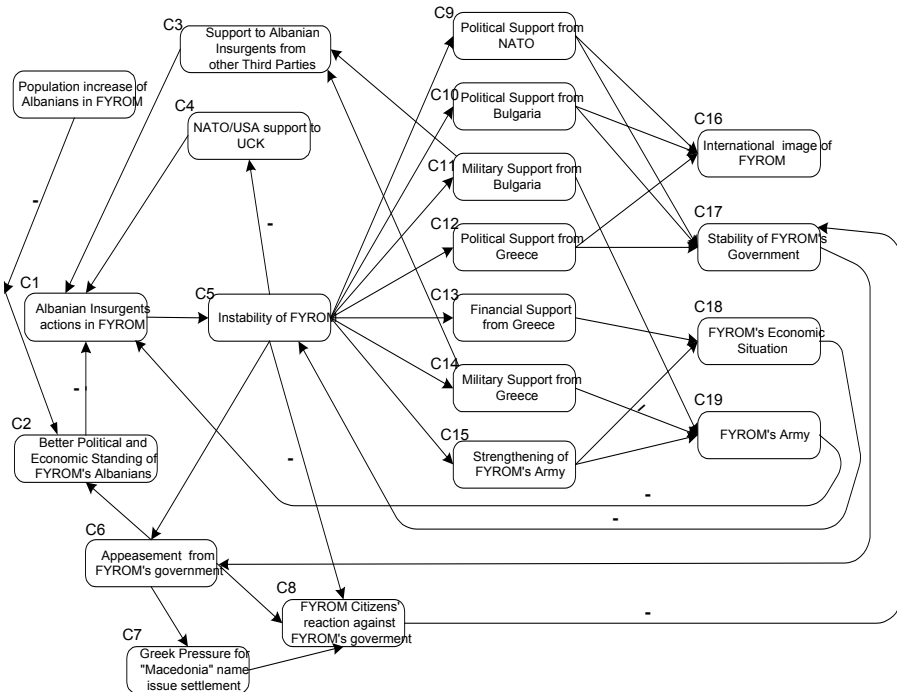 C3
Support to Albanian
Insurgents from
other Third Parties
Population increase of
Albanians in FYROM
C4
NATO/USA support to
UCK
-
-
C1
Albanian Insurgents
actions in FYROM
C5
Instability of FYROM
-
C2
Better Political and
Economic Standing of
FYROM's Albanians
-
C6
Appeasement from
FYROM's government
C7
Greek Pressure for
"Macedonia" name
issue settlement
C8
FYROM Citizens'
reaction against
FYROM's goverment
C9
Political Support from
NATO
C10
Political Support from
Bulgaria
C11
Military Support from
Bulgaria
C12
Political Support from
Greece
C13
Financial Support
from Greece
C14
Military Support from
Greece
C15
Strengthening of
FYROM's Army
C16
International image of
FYROM
C17
Stability of FYROM's
Government
C18
FYROM's Economic
Situation
-
C19
FYROM's Army
-
-
-